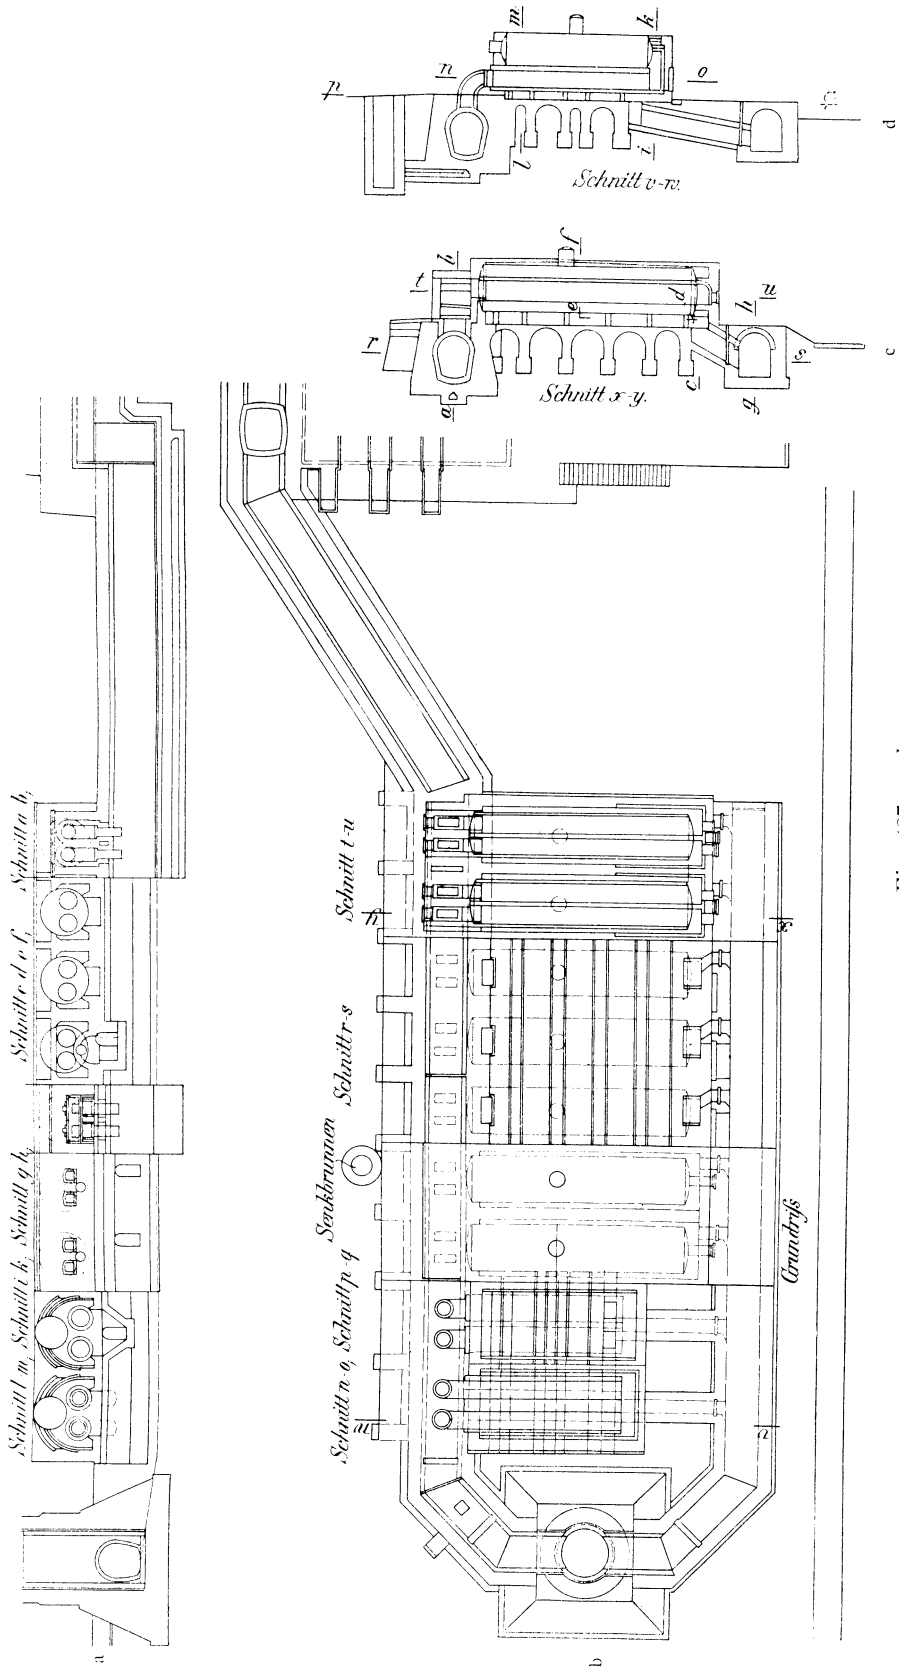 Schnitt l m, Schnitt i k, Schnitt g h, Schnitt c d e f, Schnitt a b,
a
Schnitt n o, Schnitt p-q
Senkbrunnen
Schnitt r-s
Schnitt t-u
w
y
v
x
Grundriſs
b
r
t
b
f
a
e
d
c
g
h
u
s
Schnitt x-y.
c
p
n
m
k
o
l
i
q
Schnitt v-w.
d